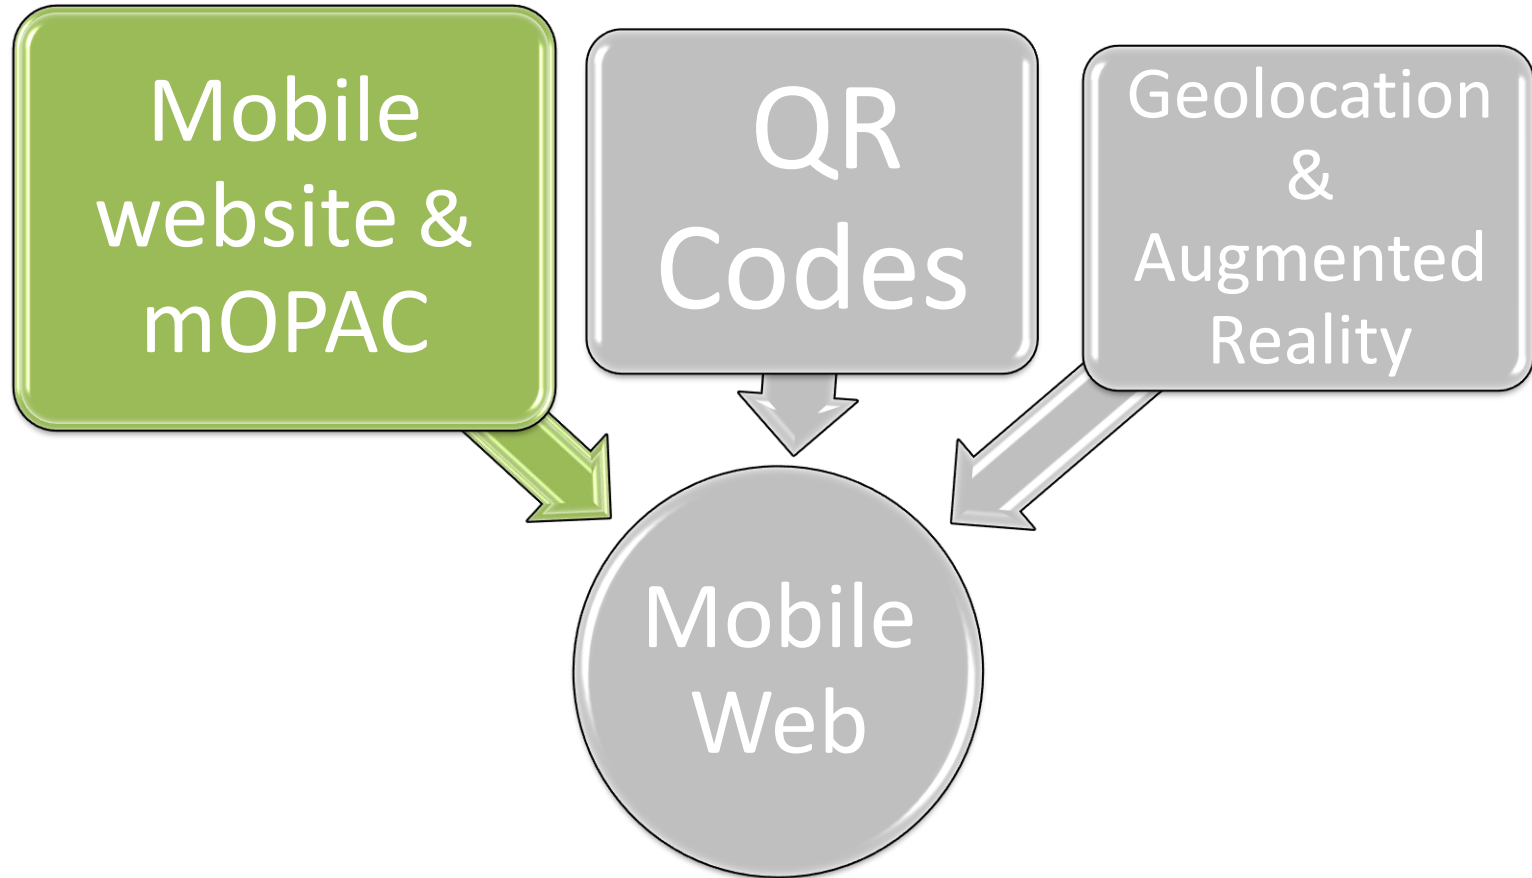 Mobile
website &
mOPAC
QR
Codes
Geolocation
&
Augmented
Reality
Mobile
Web